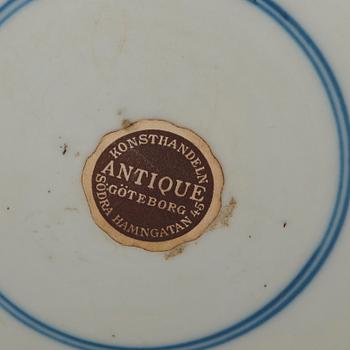 KONSTHANDELN
ANTIQUE
GÖTEBORG
SÖDRA HAMNGATAN 45